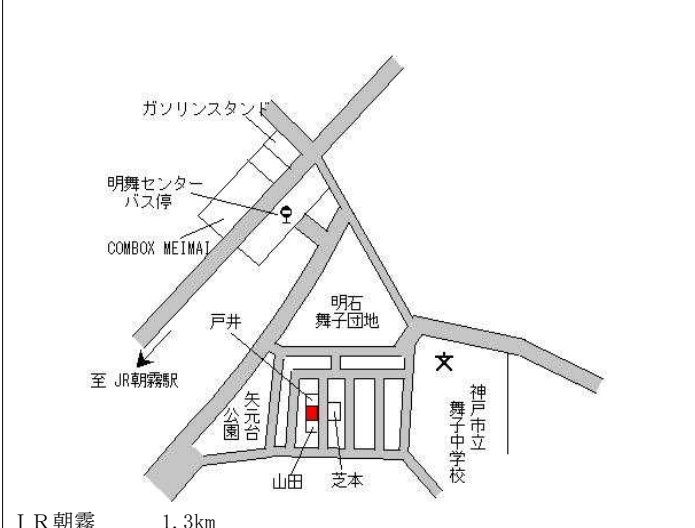 ガソリンスタンド
明舞センター
バス停
COMBOX MEIMAI
明石
舞子団地
戸井
至 JR朝霧駅
矢元台
公園
神戸市立
舞子中学校
山田
芝本
ＪＲ朝霧 1.3km